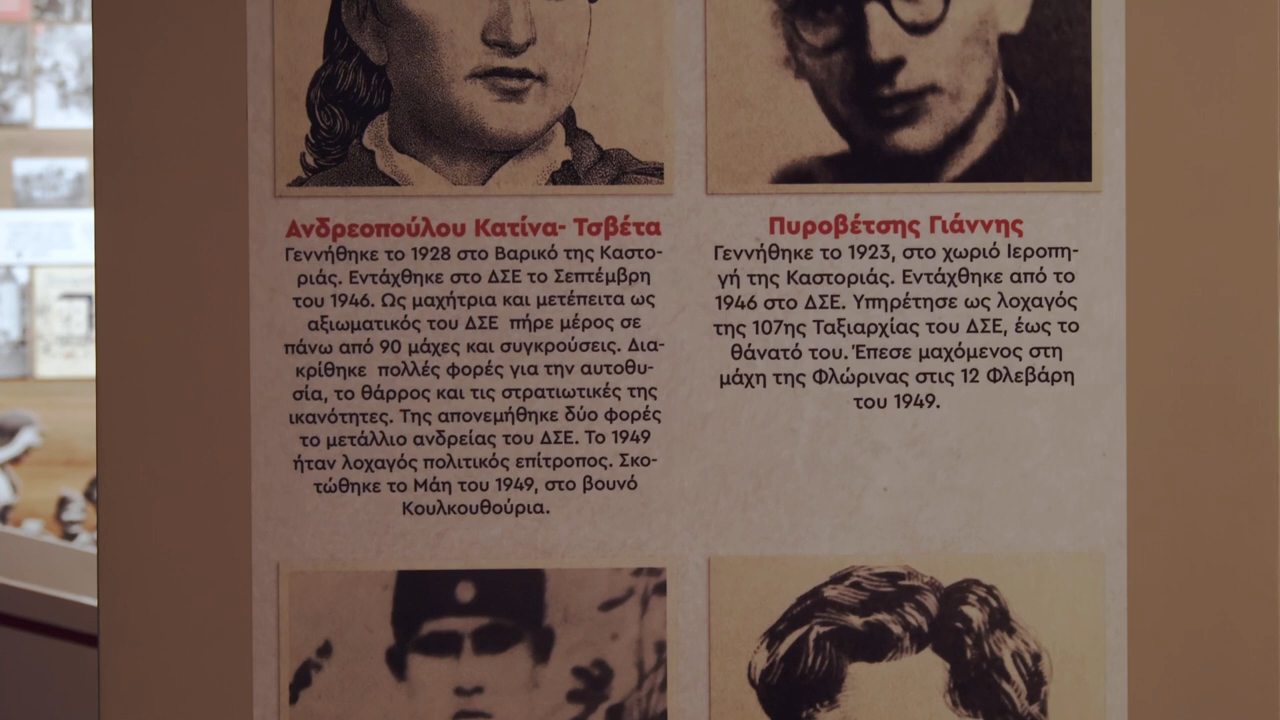 Ανδρεοπούλου Κατίνα- Τσβέτα
Γεννήθηκε το 1928 στο Βαρικό της Καστο-
ριάς. Εντάχθηκε στο ΔΣΕ το Σεπτέμβρη
του 1946. Ως μαχήτρια και μετέπειτα ως
αξιωματικός του ΔΣΕ πήρε μέρος σε
πάνω από 90 μάχες και συγκρούσεις. Δια-
κρίθηκε πολλές φορές για την αυτοθυ-
σία, το θάρρος και τις στρατιωτικές της
ικανότητες. Της απονεμήθηκε δύο φορές
το μετάλλιο ανδρείας του ΔΣΕ. Το 1949
ήταν λοχαγός πολιτικός επίτροπος. Σκο-
τώθηκε το Μάη του 1949, στο βουνό
Κουλκουθούρια.
Πυροβέτσης Γιάννης
Γεννήθηκε το 1923, στο χωριό Ιεροπη-
γή της Καστοριάς. Εντάχθηκε από το
1946 στο ΔΣΕ. Υπηρέτησε ως λοχαγός
της 107ης Ταξιαρχίας του ΔΣΕ, έως το
θάνατό του. Έπεσε μαχόμενος στη
μάχη της Φλώρινας στις 12 Φλεβάρη
του 1949.